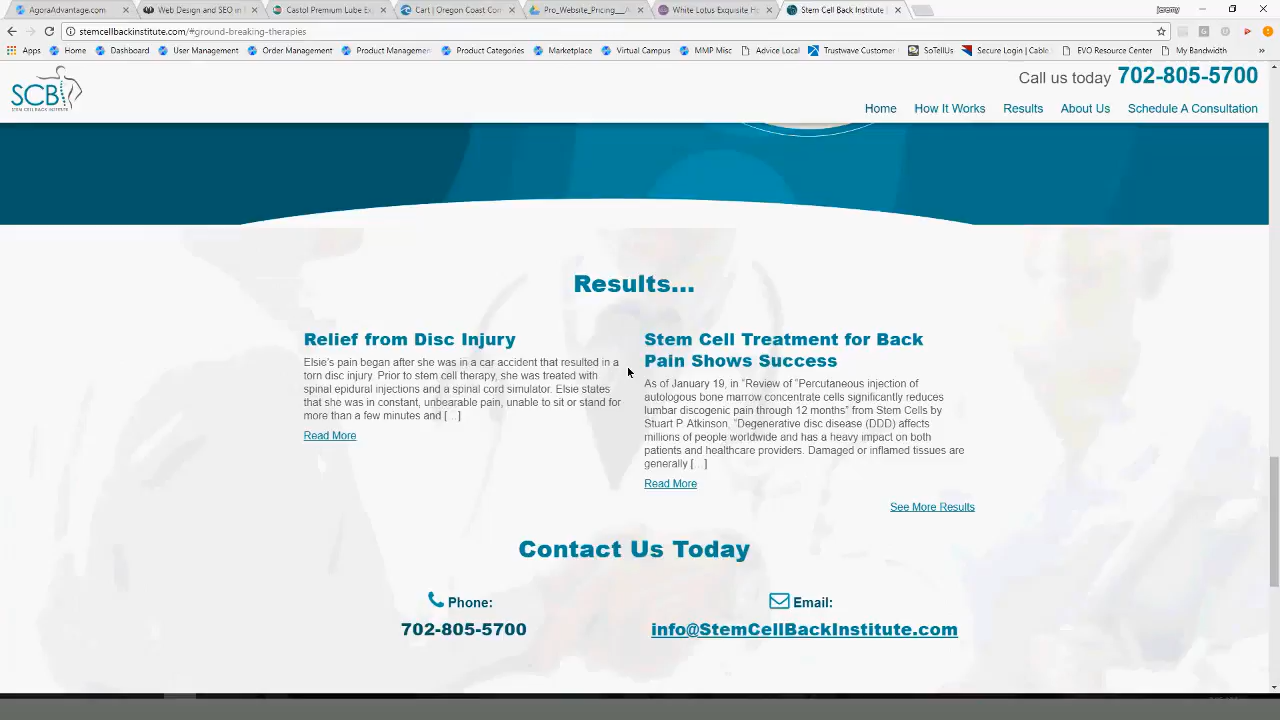 AgoraAdvantage.com
Web Design and SEO in
Castol Premium Lube Ex
Cart | Oregon Coast Com
Pro_Website_Pricing__A
White Lotus Exquisite H
Stem Cell Back Institute |
Jeremy
stemcellbackinstitute.com/#ground-breaking-therapies
Apps
Home
Dashboard
User Management
Order Management
Product Management
Product Categories
Marketplace
Virtual Campus
MMP Misc
Advice Local
Trustwave Customer
SoTellUs
Secure Login | Cable
EVO Resource Center
My Bandwidth
»
SCBI
STEM CELL BACK INSTITUTE
Call us today 702-805-5700
Home
How It Works
Results
About Us
Schedule A Consultation
Results...
Relief from Disc Injury
Elsie's pain began after she was in a car accident that resulted in a
torn disc injury. Prior to stem cell therapy, she was treated with
spinal epidural injections and a spinal cord simulator. Elsie states
that she was in constant, unbearable pain, unable to sit or stand for
more than a few minutes and [...]
Read More
Stem Cell Treatment for Back
Pain Shows Success
As of January 19, in “Review of “Percutaneous injection of
autologous bone marrow concentrate cells significantly reduces
lumbar discogenic pain through 12 months” from Stem Cells by
Stuart P. Atkinson, “Degenerative disc disease (DDD) affects
millions of people worldwide and has a heavy impact on both
patients and healthcare providers. Damaged or inflamed tissues are
generally [...]
Read More
See More Results
Contact Us Today
Phone:
702-805-5700
Email:
info@StemCellBackInstitute.com